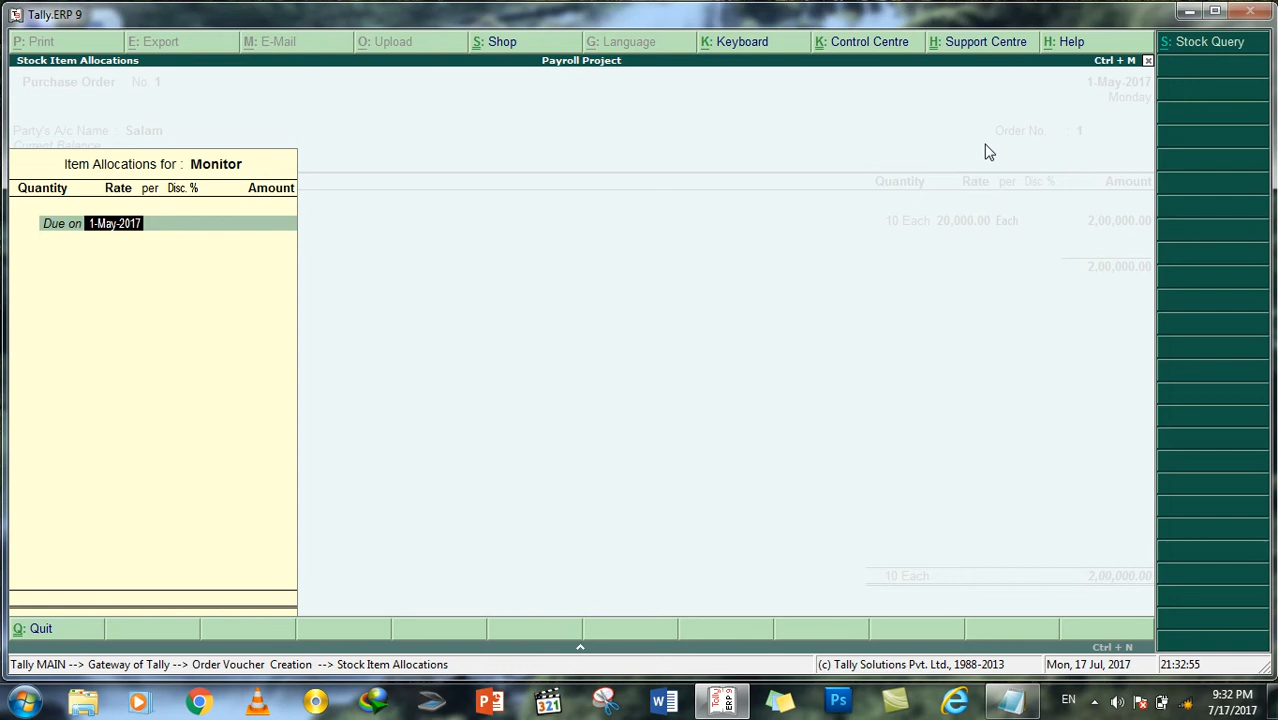 Tally.ERP 9
P: Print E: Export M: E-Mail O: Upload S: Shop G: Language K: Keyboard K: Control Centre H: Support Centre H: Help S: Stock Query
Stock Item Allocations Payroll Project Ctrl + M
Purchase Order No. 1 1-May-2017
Monday
Party's A/c Name : Salam Order No. : 1
Current Balance
Item Allocations for : Monitor
Quantity Rate per Disc. % Amount
Quantity Rate per Disc. % Amount
Due on 1-May-2017
10 Each 20,000.00 Each 2,00,000.00
2,00,000.00
10 Each 2,00,000.00
Q: Quit
Ctrl + N
Tally MAIN --> Gateway of Tally --> Order Voucher Creation --> Stock Item Allocations (c) Tally Solutions Pvt. Ltd., 1988-2013 Mon, 17 Jul, 2017 21:32:55
321 Tally ERP 9 Ps EN 9:32 PM
7/17/2017